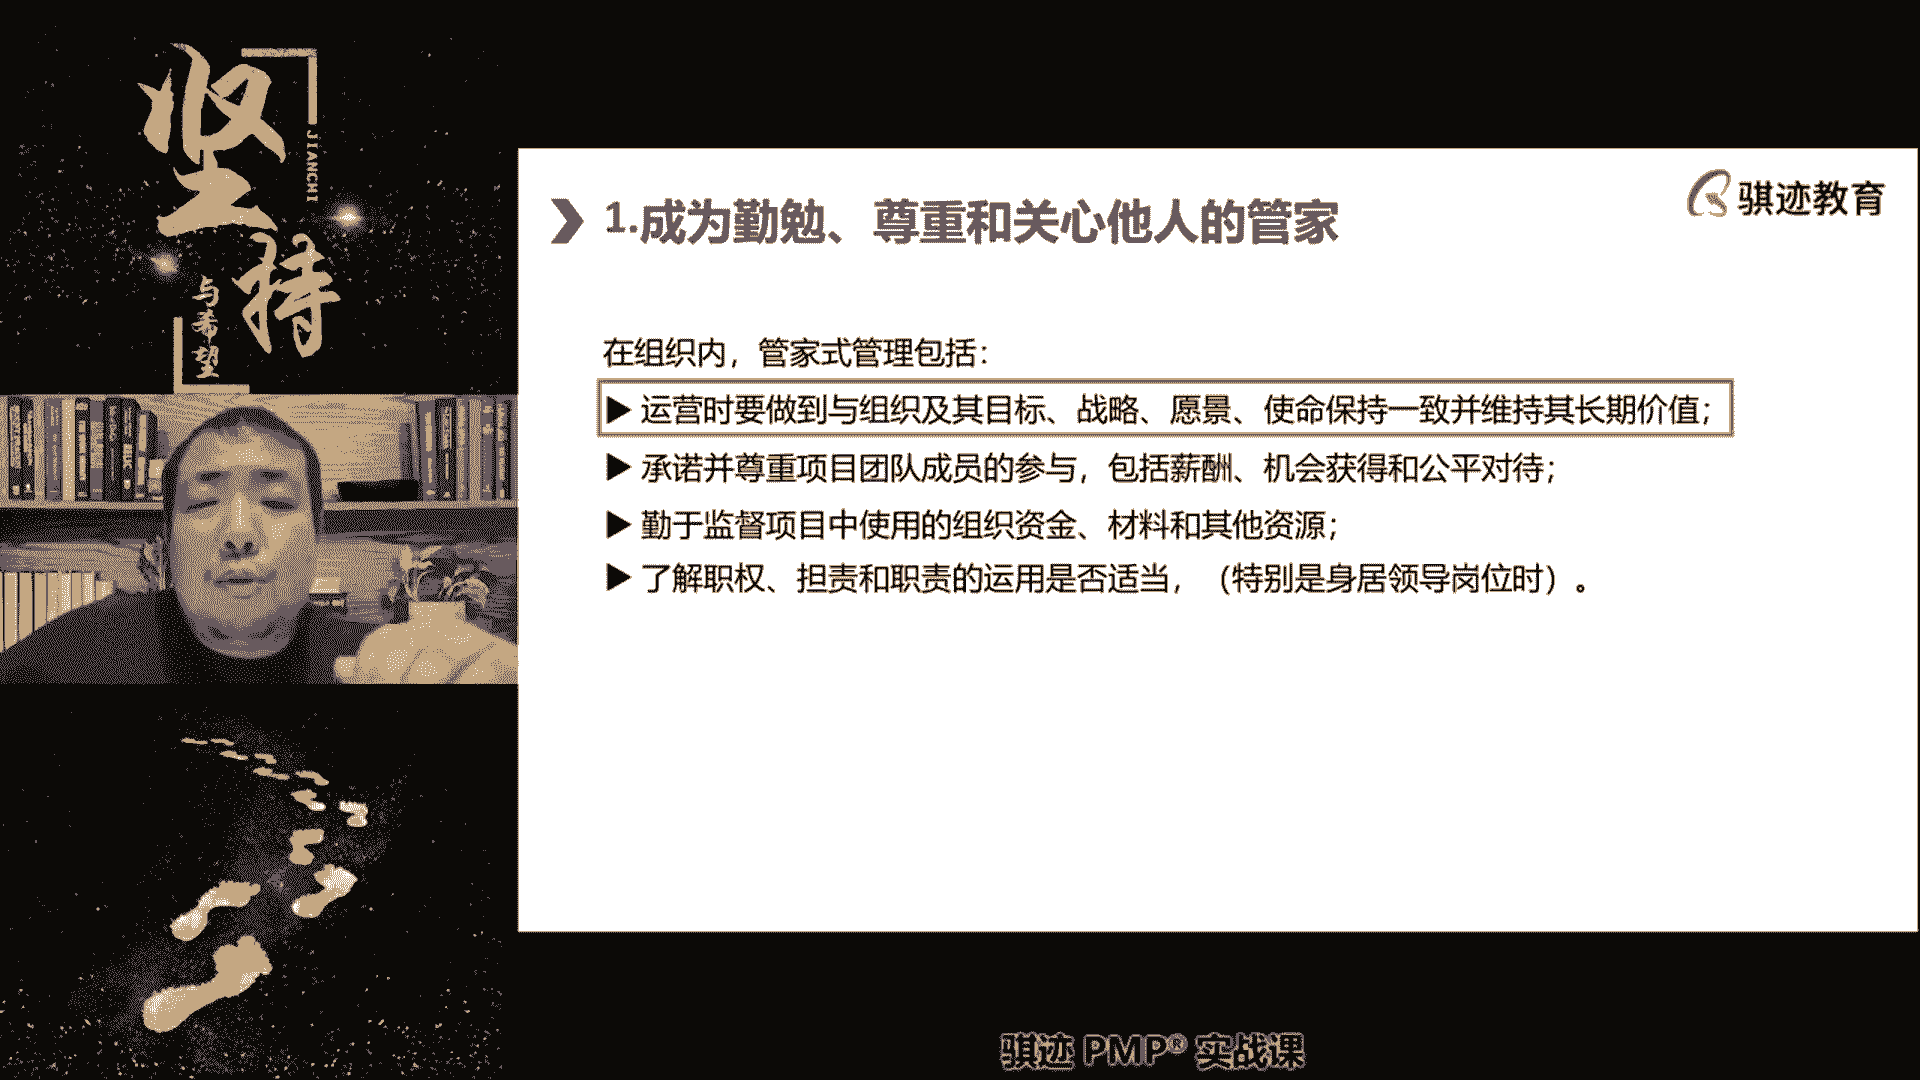 坚持
JIANCHI
与希望
骐迹教育
1.成为勤勉、尊重和关心他人的管家
在组织内，管家式管理包括：
▶ 运营时要做到与组织及其目标、战略、愿景、使命保持一致并维持其长期价值；
▶ 承诺并尊重项目团队成员的参与，包括薪酬、机会获得和公平对待；
▶ 勤于监督项目中使用的组织资金、材料和其他资源；
▶ 了解职权、担责和职责的运用是否适当，（特别是身居领导岗位时）。
骐迹 PMP® 实战课